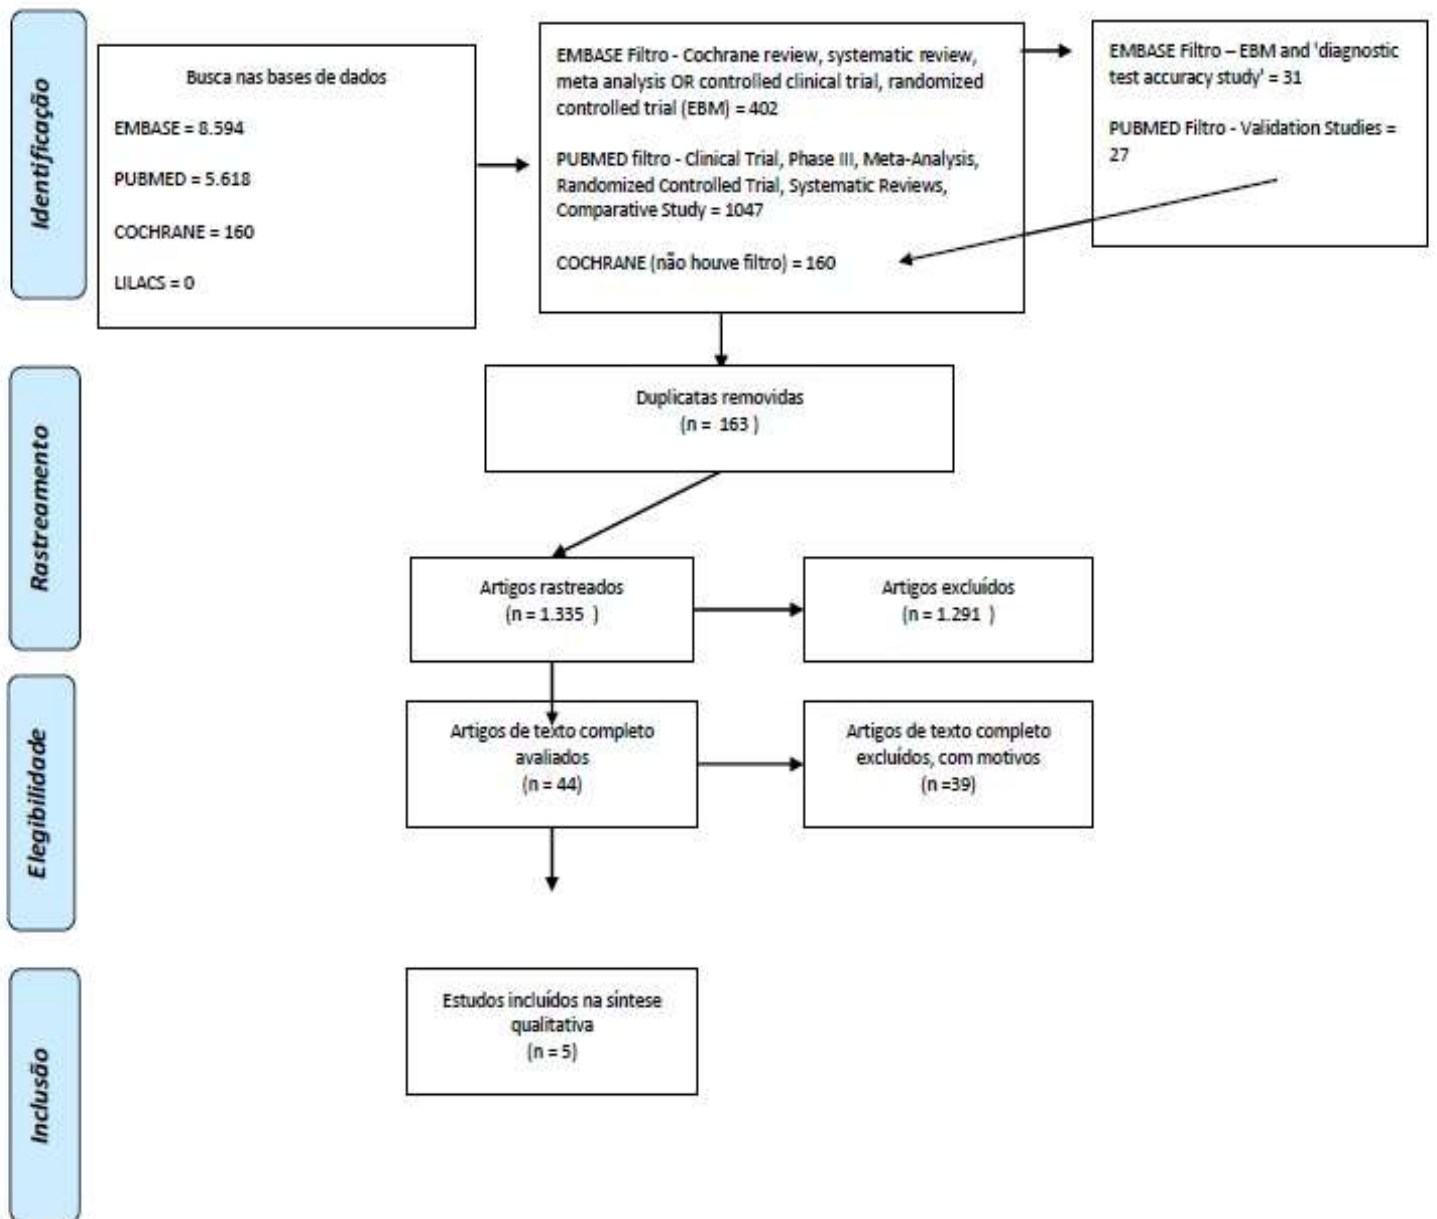 Identificação
Busca nas bases de dados
EMBASE = 8.594
PUBMED = 5.618
COCHRANE = 160
LILACS = 0
EMBASE Filtro - Cochrane review, systematic review,
meta analysis OR controlled clinical trial, randomized
controlled trial (EBM) = 402
PUBMED filtro - Clinical Trial, Phase III, Meta-Analysis,
Randomized Controlled Trial, Systematic Reviews,
Comparative Study = 1047
COCHRANE (não houve filtro) = 160
EMBASE Filtro – EBM and 'diagnostic
test accuracy study' = 31
PUBMED Filtro - Validation Studies =
27
Rastreamento
Duplicatas removidas
(n = 163 )
Artigos rastreados
(n = 1.335 )
Artigos excluídos
(n = 1.291 )
Elegibilidade
Artigos de texto completo
avaliados
(n = 44)
Artigos de texto completo
excluídos, com motivos
(n =39)
Inclusão
Estudos incluídos na síntese
qualitativa
(n = 5)